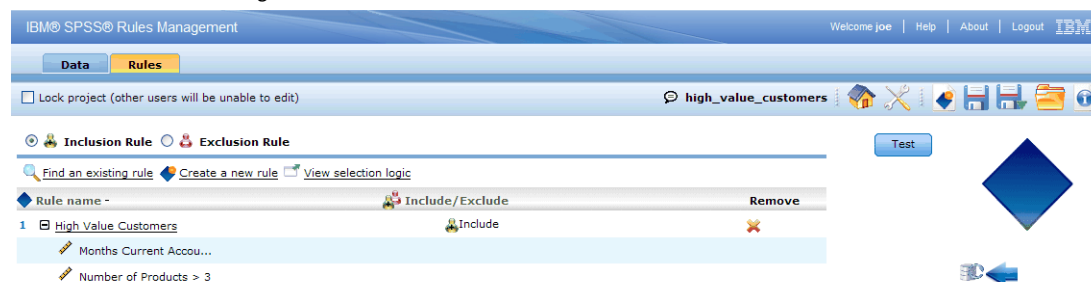 IBM® SPSS® Rules Management Welcome joe | Help | About | Logout IBM
Data Rules
Lock project (other users will be unable to edit) high_value_customers
Inclusion Rule Exclusion Rule Test
Find an existing rule Create a new rule View selection logic
Rule name - Include/Exclude Remove
1 High Value Customers Include
Months Current Accou...
Number of Products > 3